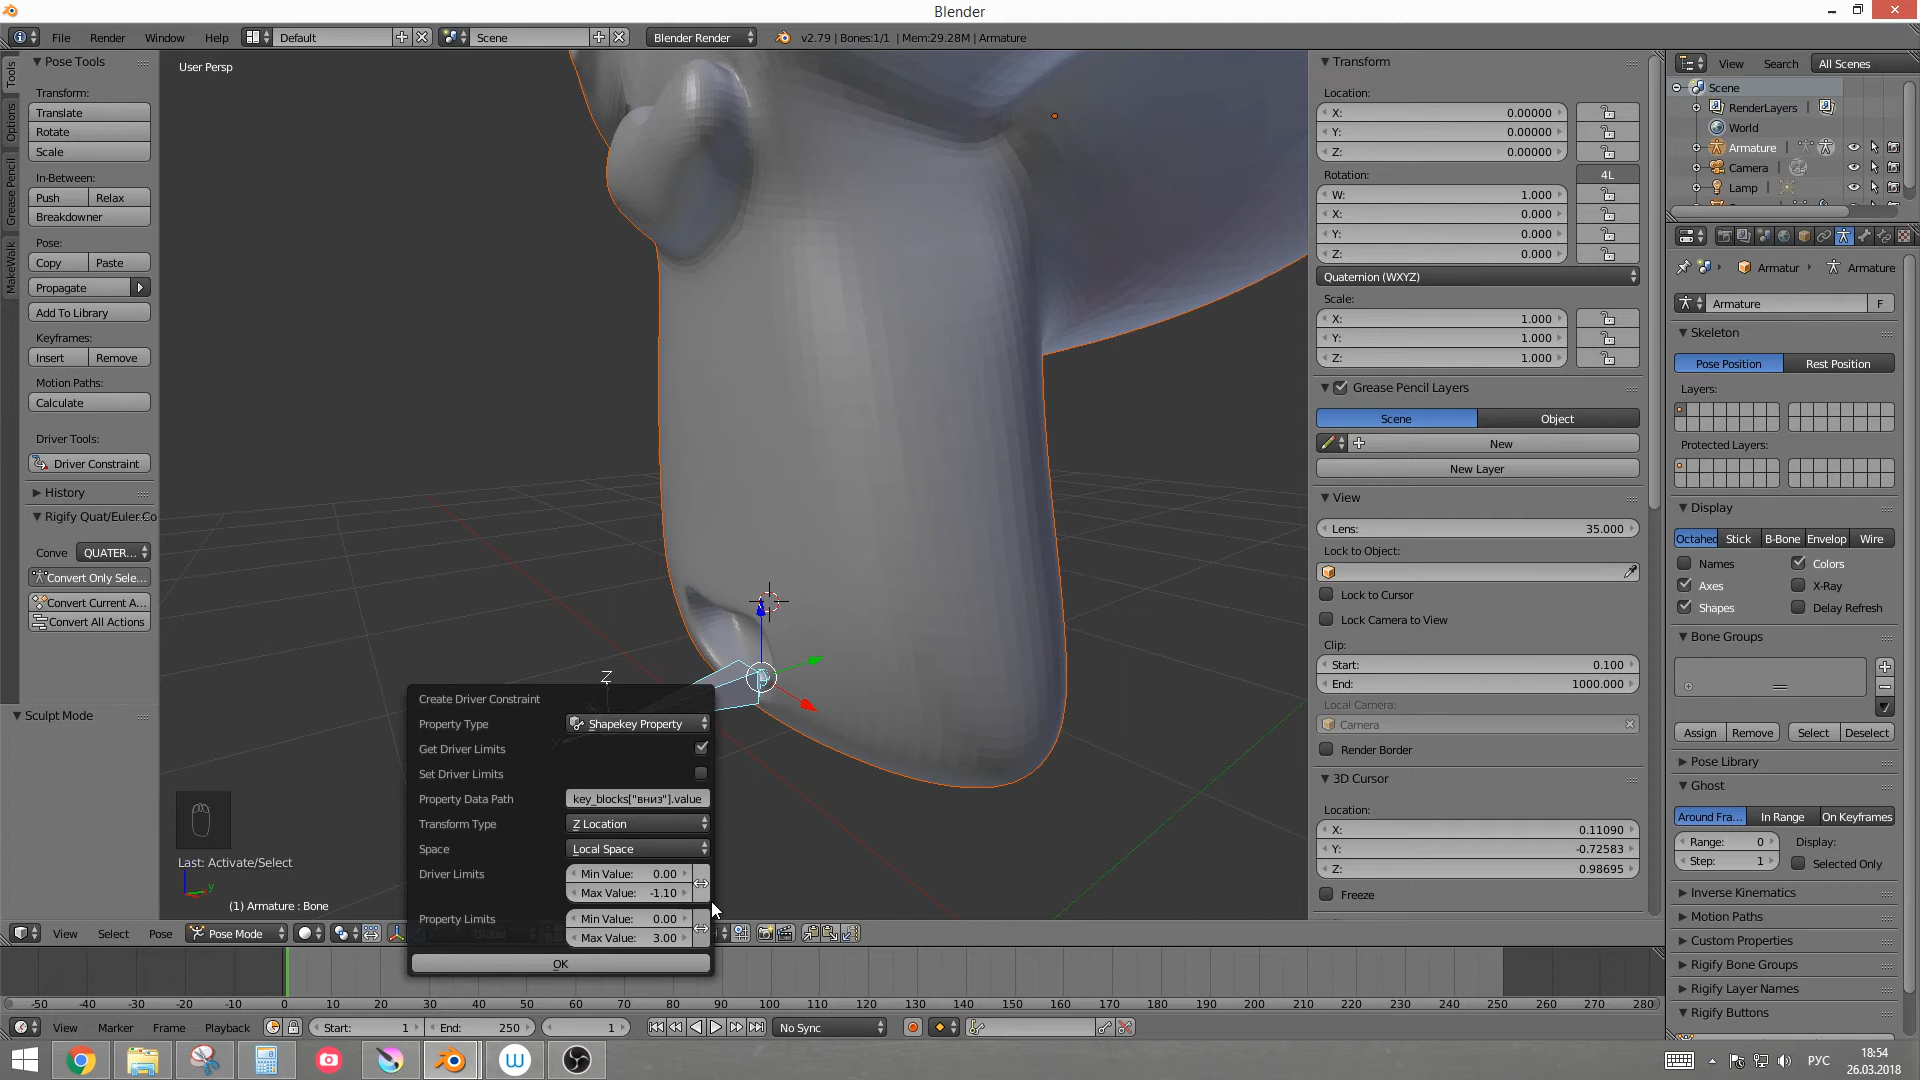 Blender
File Render Window Help Default Scene Blender Render v2.79 | Bones:1/1 | Mem:29.28M | Armature
Pose Tools
Transform:
Translate
Rotate
Scale
In-Between:
Push Relax
Breakdowner
Pose:
Copy Paste
Propagate
Add To Library
Keyframes:
Insert Remove
Motion Paths:
Calculate
Driver Tools:
Driver Constraint
History
Rigify Quat/Euler Co
Conve QUATER...
Convert Only Sele...
Convert Current A...
Convert All Actions
Sculpt Mode
Tools
Options
Grease Pencil
MakeWalk
User Persp
Z
Last: Activate/Select
y
(1) Armature : Bone
Create Driver Constraint
Property Type Shapekey Property
Get Driver Limits
Set Driver Limits
Property Data Path key_blocks["вниз"].value
Transform Type Z Location
Space Local Space
Driver Limits Min Value: 0.00
Max Value: -1.10
Property Limits Min Value: 0.00
Max Value: 3.00
OK
Transform
Location:
X: 0.00000
Y: 0.00000
Z: 0.00000
Rotation: 4L
W: 1.000
X: 0.000
Y: 0.000
Z: 0.000
Quaternion (WXYZ)
Scale:
X: 1.000
Y: 1.000
Z: 1.000
Grease Pencil Layers
Scene Object
New
New Layer
View
Lens: 35.000
Lock to Object:
Lock to Cursor
Lock Camera to View
Clip:
Start: 0.100
End: 1000.000
Local Camera:
Camera
Render Border
3D Cursor
Location:
X: 0.11090
Y: -0.72583
Z: 0.98695
Freeze
View Search All Scenes
Scene
RenderLayers
World
Armature
Camera
Lamp
Armatur Armature
Armature F
Skeleton
Pose Position Rest Position
Layers:
Protected Layers:
Display
Octahed Stick B-Bone Envelop Wire
Names Colors
Axes X-Ray
Shapes Delay Refresh
Bone Groups
Assign Remove Select Deselect
Pose Library
Ghost
Around Fra... In Range On Keyframes
Range: 0 Display:
Step: 1 Selected Only
Inverse Kinematics
Motion Paths
Custom Properties
Rigify Bone Groups
Rigify Layer Names
Rigify Buttons
View Select Pose Pose Mode Global
-50 -40 -30 -20 -10 0 10 20 30 40 50 60 70 80 90 100 110 120 130 140 150 160 170 180 190 200 210 220 230 240 250 260 270 280
View Marker Frame Playback Start: 1 End: 250 1 No Sync
РУС 18:54
26.03.2018